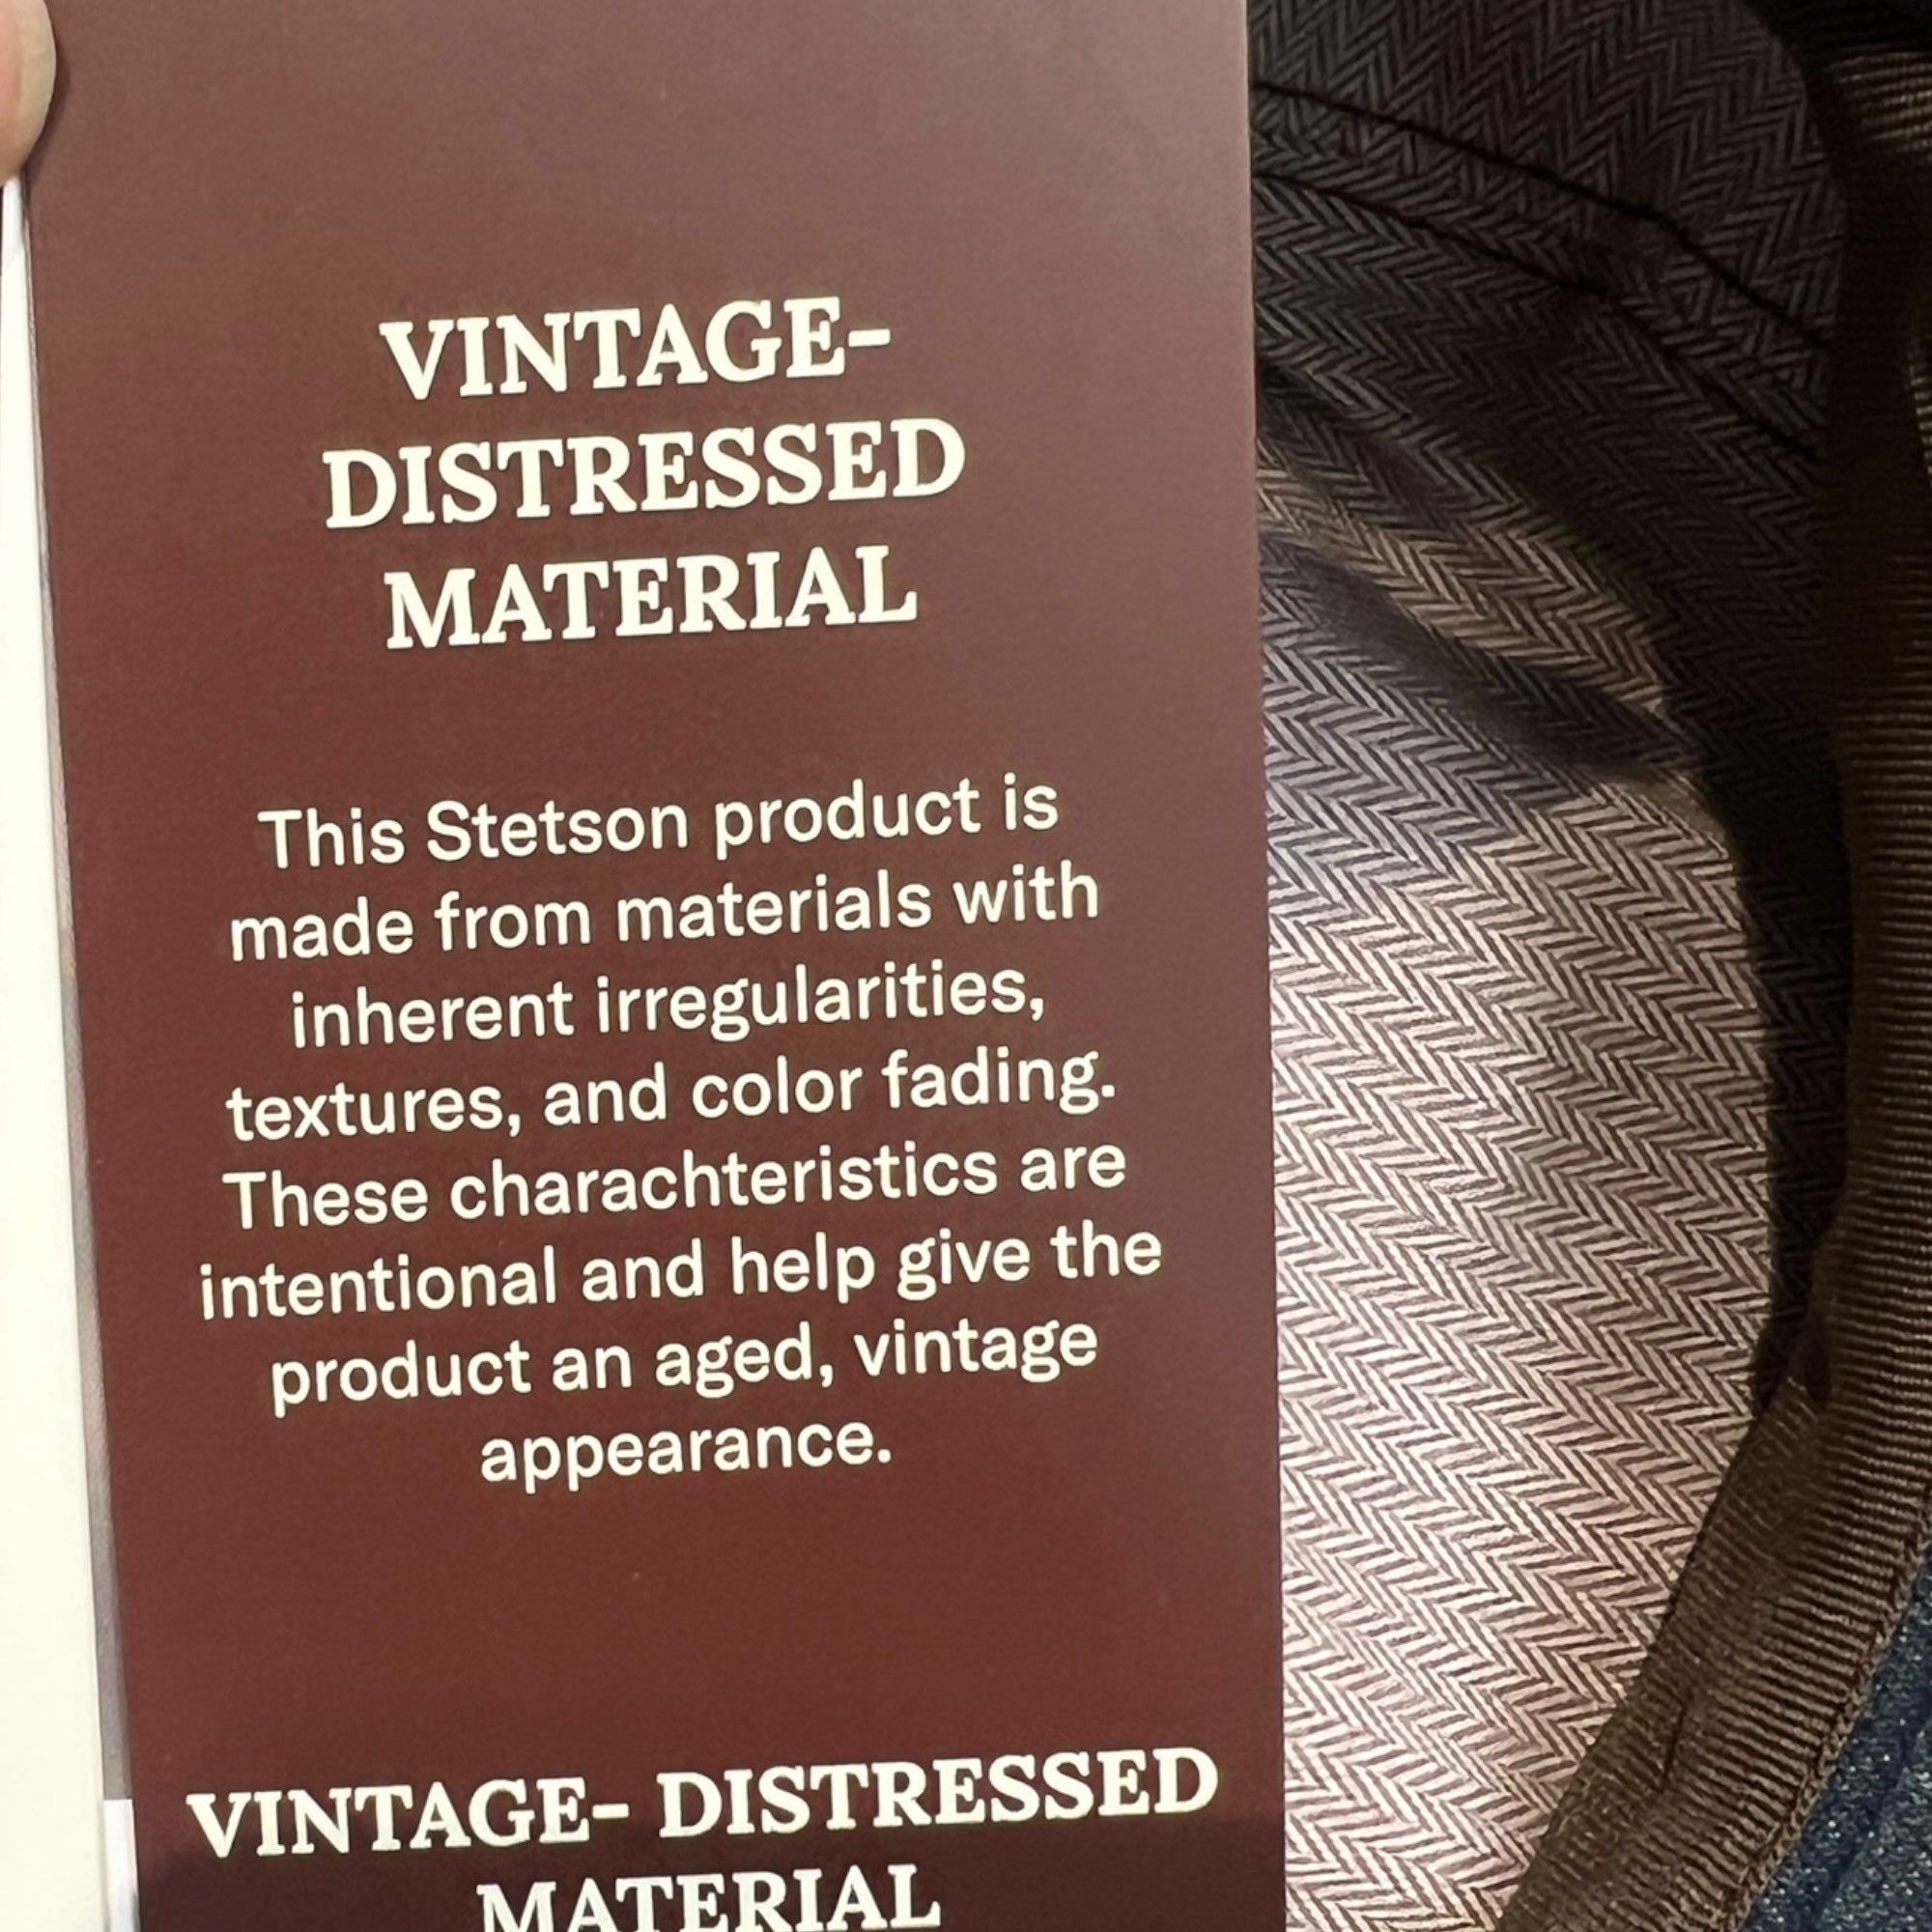 VINTAGE-
DISTRESSED
MATERIAL
This Stetson product is
made from materials with
inherent irregularities,
textures, and color fading.
These charachteristics are
intentional and help give the
product an aged, vintage
appearance.
VINTAGE- DISTRESSED
MATERIAL